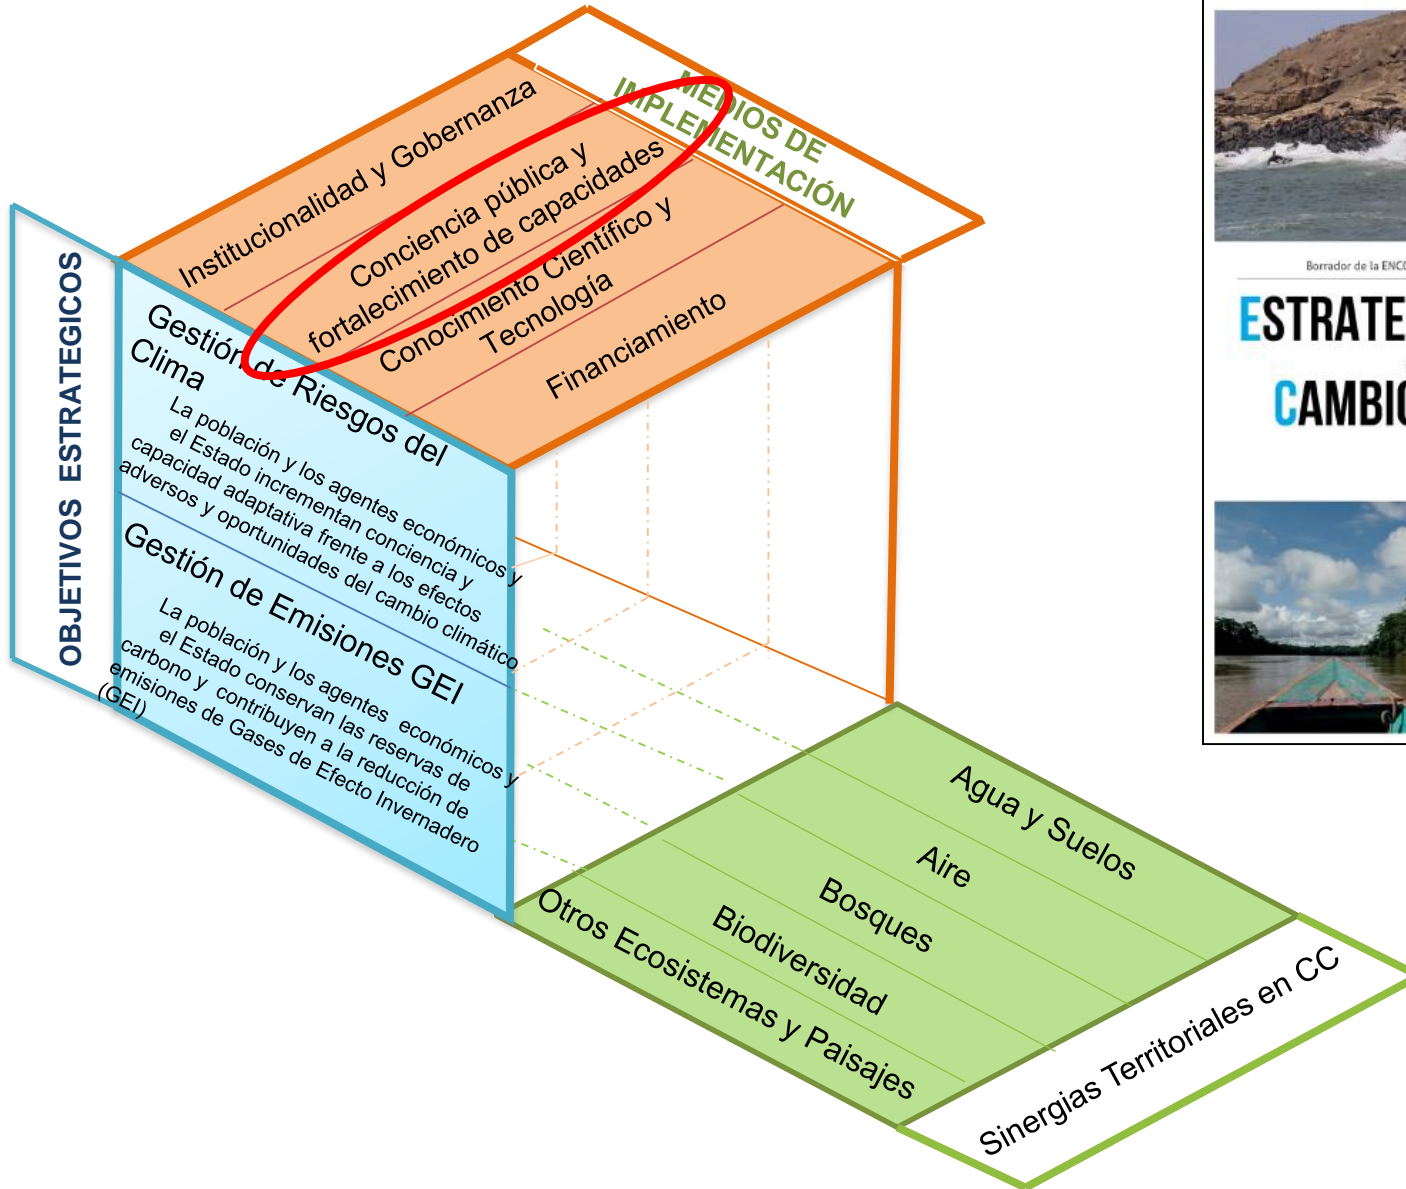 MEDIOS DE
IMPLEMENTACIÓN
Institucionalidad y Gobernanza
Conciencia pública y
fortalecimiento de capacidades
Conocimiento Científico y
Tecnología
Financiamiento
OBJETIVOS ESTRATEGICOS
Gestión de Riesgos del
Clima
La población y los agentes económicos y
el Estado incrementan conciencia y
capacidad adaptativa frente a los efectos
adversos y oportunidades del cambio climático
Gestión de Emisiones GEI
La población y los agentes económicos y
el Estado conservan las reservas de
carbono y contribuyen a la reducción de
emisiones de Gases de Efecto Invernadero
(GEI)
Agua y Suelos
Aire
Bosques
Biodiversidad
Otros Ecosistemas y Paisajes
Sinergias Territoriales en CC
Borrador de la